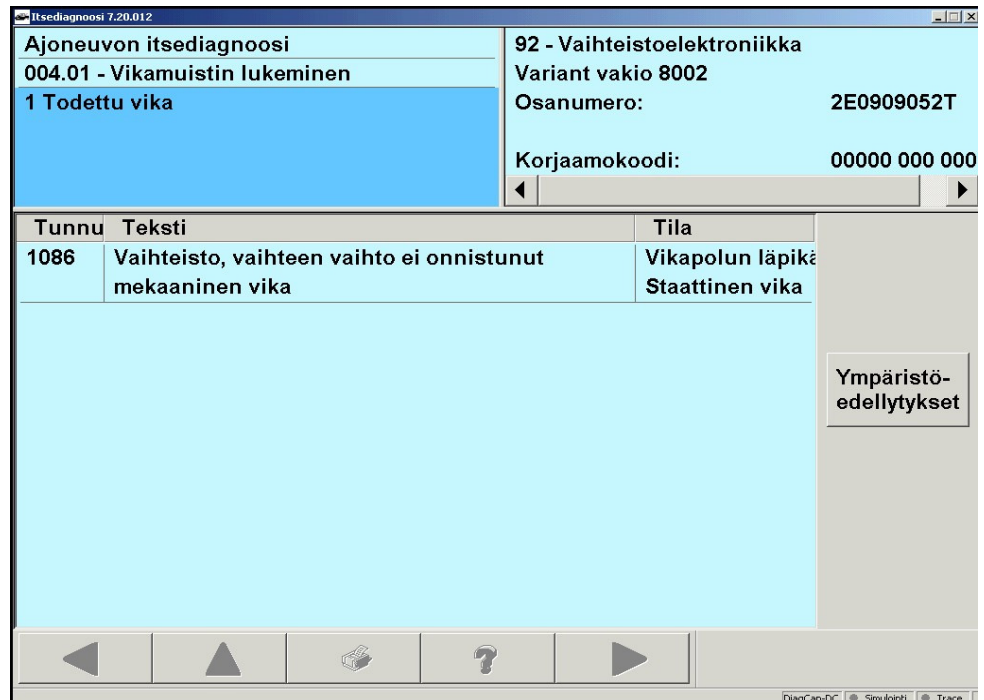 Itsediagnoosi 7.20.012
Ajoneuvon itsediagnoosi
004.01 - Vikamuistin lukeminen
1 Todettu vika
92 - Vaihteistoelektroniikka
Variant vakio 8002
Osanumero: 2E0909052T
Korjaamokoodi: 00000 000 000
Tunnu Teksti Tila
1086 Vaihteisto, vaihteen vaihto ei onnistunut Vikapolun läpikä
mekaaninen vika Staattinen vika
Ympäristö-
edellytykset
DiagCap-DC Simulointi Trace